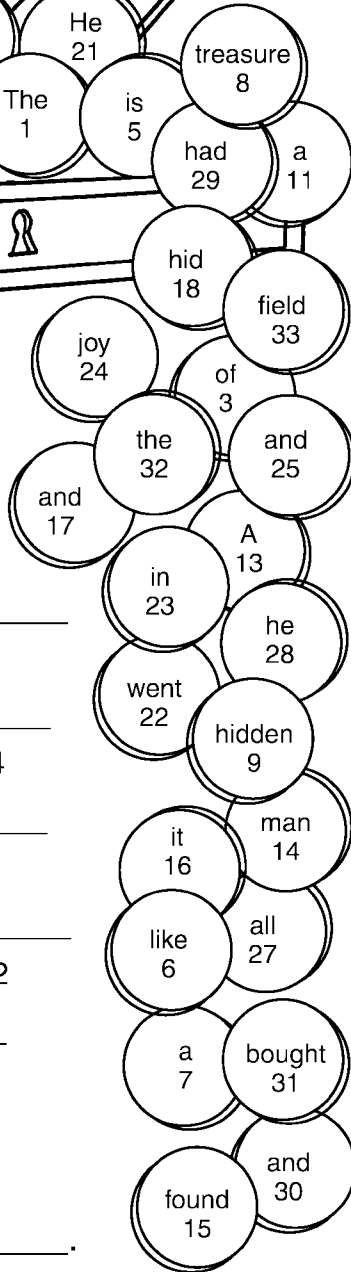 He
21
treasure
8
The
1
is
5
had
29
a
11
hid
18
field
33
joy
24
of
3
the
32
and
25
and
17
A
13
in
23
he
28
went
22
hidden
9
man
14
it
16
like
6
all
27
a
7
bought
31
and
30
found
15
.